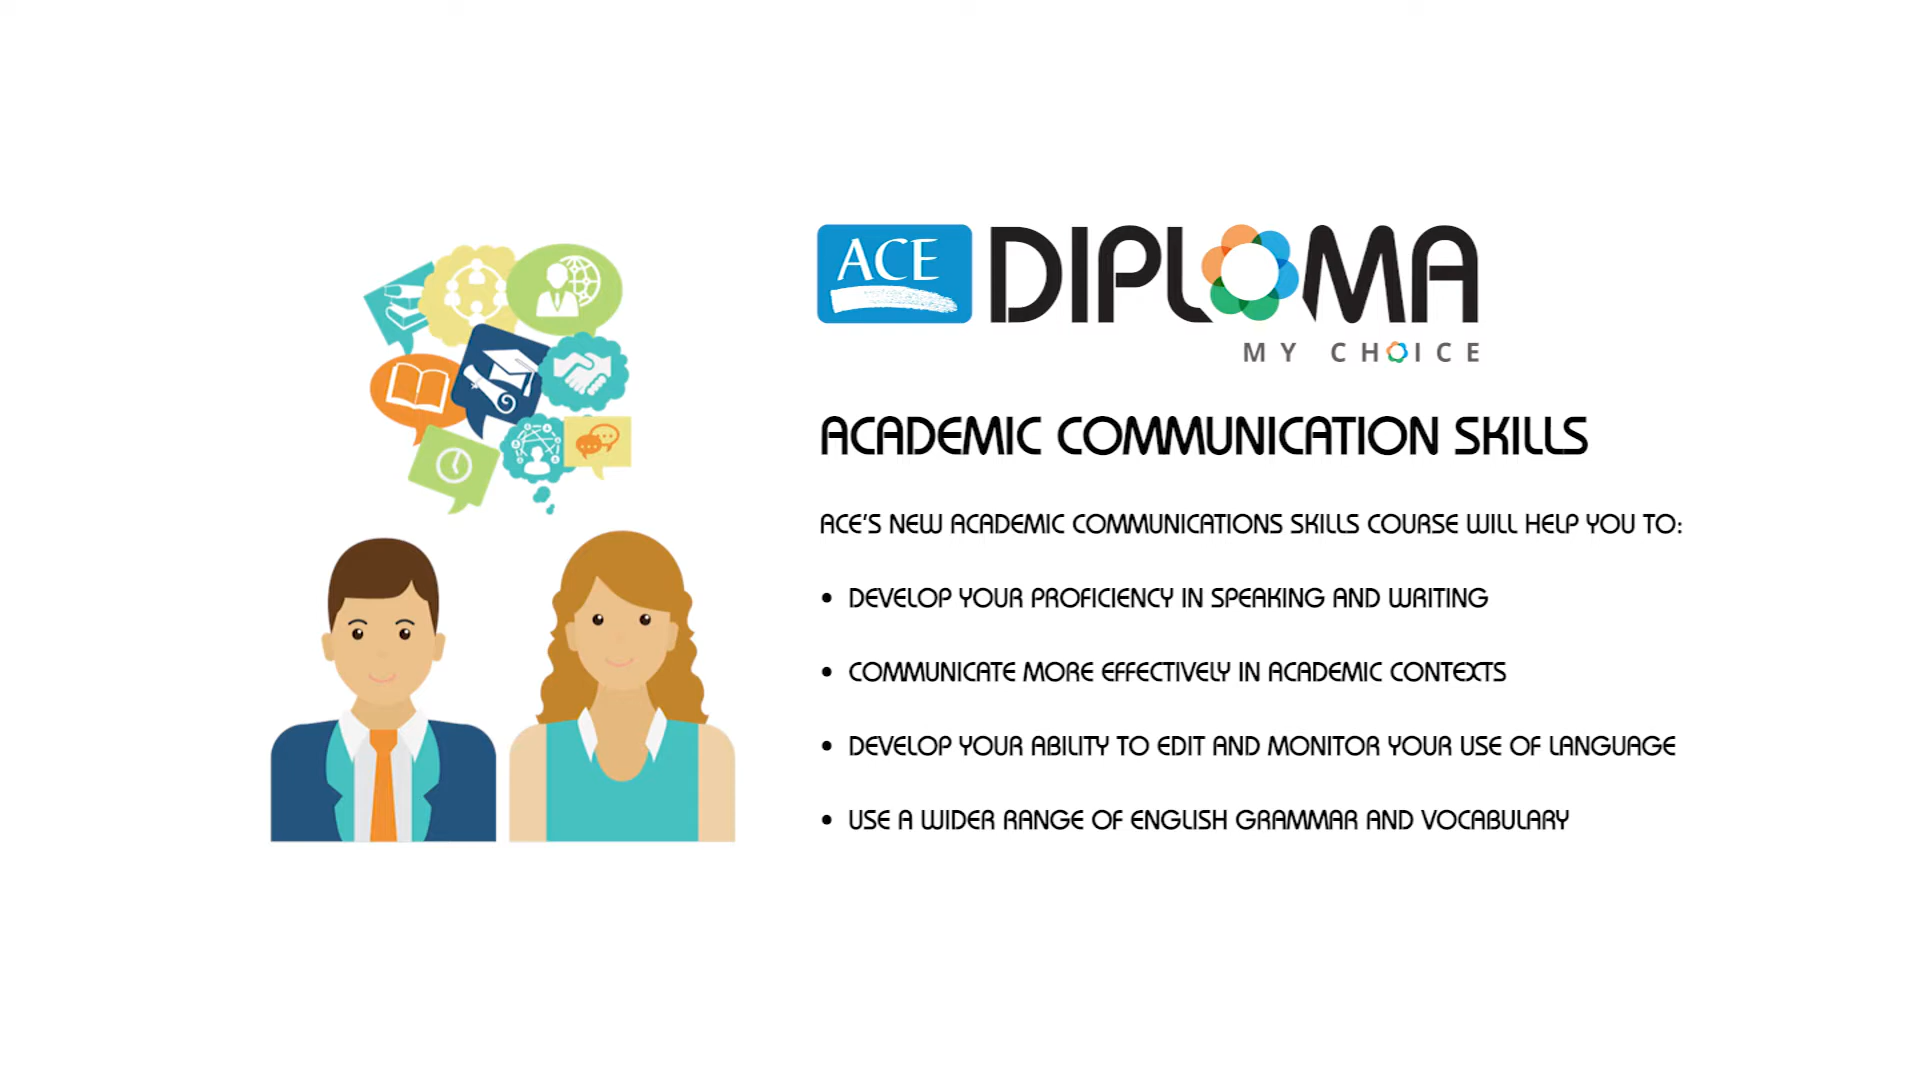 ACE DIPLOMA
MY CHOICE
ACADEMIC COMMUNICATION SKILLS
ACE'S NEW ACADEMIC COMMUNICATIONS SKILLS COURSE WILL HELP YOU TO:
• DEVELOP YOUR PROFICIENCY IN SPEAKING AND WRITING
• COMMUNICATE MORE EFFECTIVELY IN ACADEMIC CONTEXTS
• DEVELOP YOUR ABILITY TO EDIT AND MONITOR YOUR USE OF LANGUAGE
• USE A WIDER RANGE OF ENGLISH GRAMMAR AND VOCABULARY